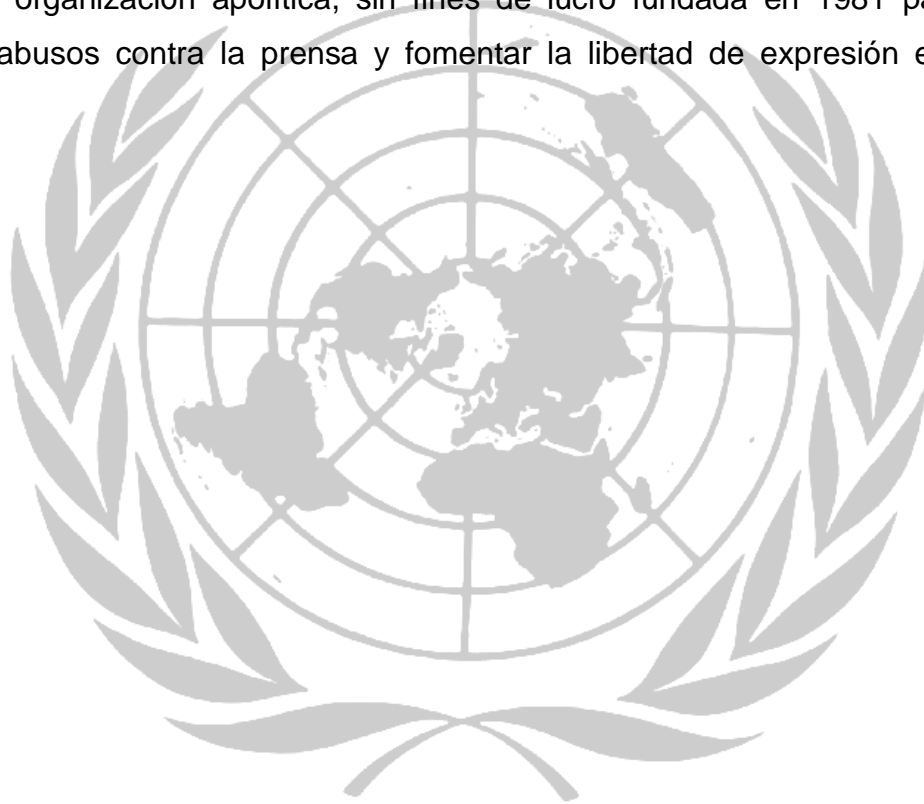 organización apolítica, sin fines de lucro fundada en 1981
abusos contra la prensa y fomentar la libertad de expresión